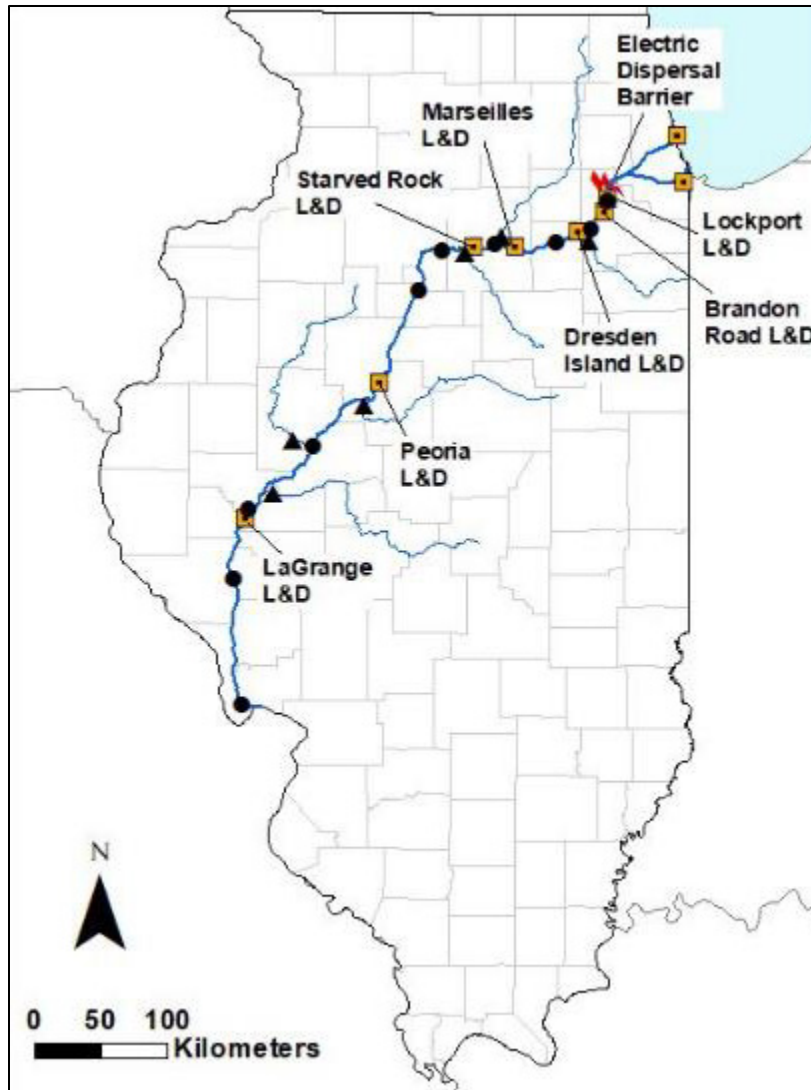 Electric
Dispersal
Barrier
Marseilles
L&D
Starved Rock
L&D
Lockport
L&D
Brandon
Road L&D
Dresden
Island L&D
Peoria
L&D
LaGrange
L&D
N
0 50 100
Kilometers